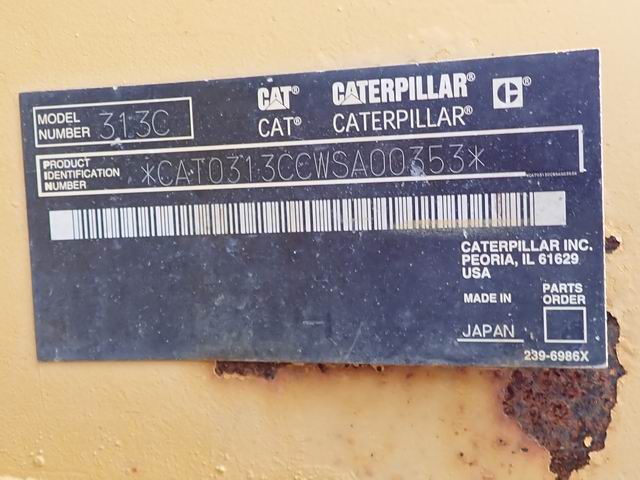 CAT® CATERPILLAR® C®
CAT® CATERPILLAR®
MODEL NUMBER 313C
PRODUCT IDENTIFICATION NUMBER *CAT0313CCWSA00353*
CATERPILLAR INC.
PEORIA, IL 61629
USA
MADE IN
JAPAN
PARTS ORDER
239-6986X